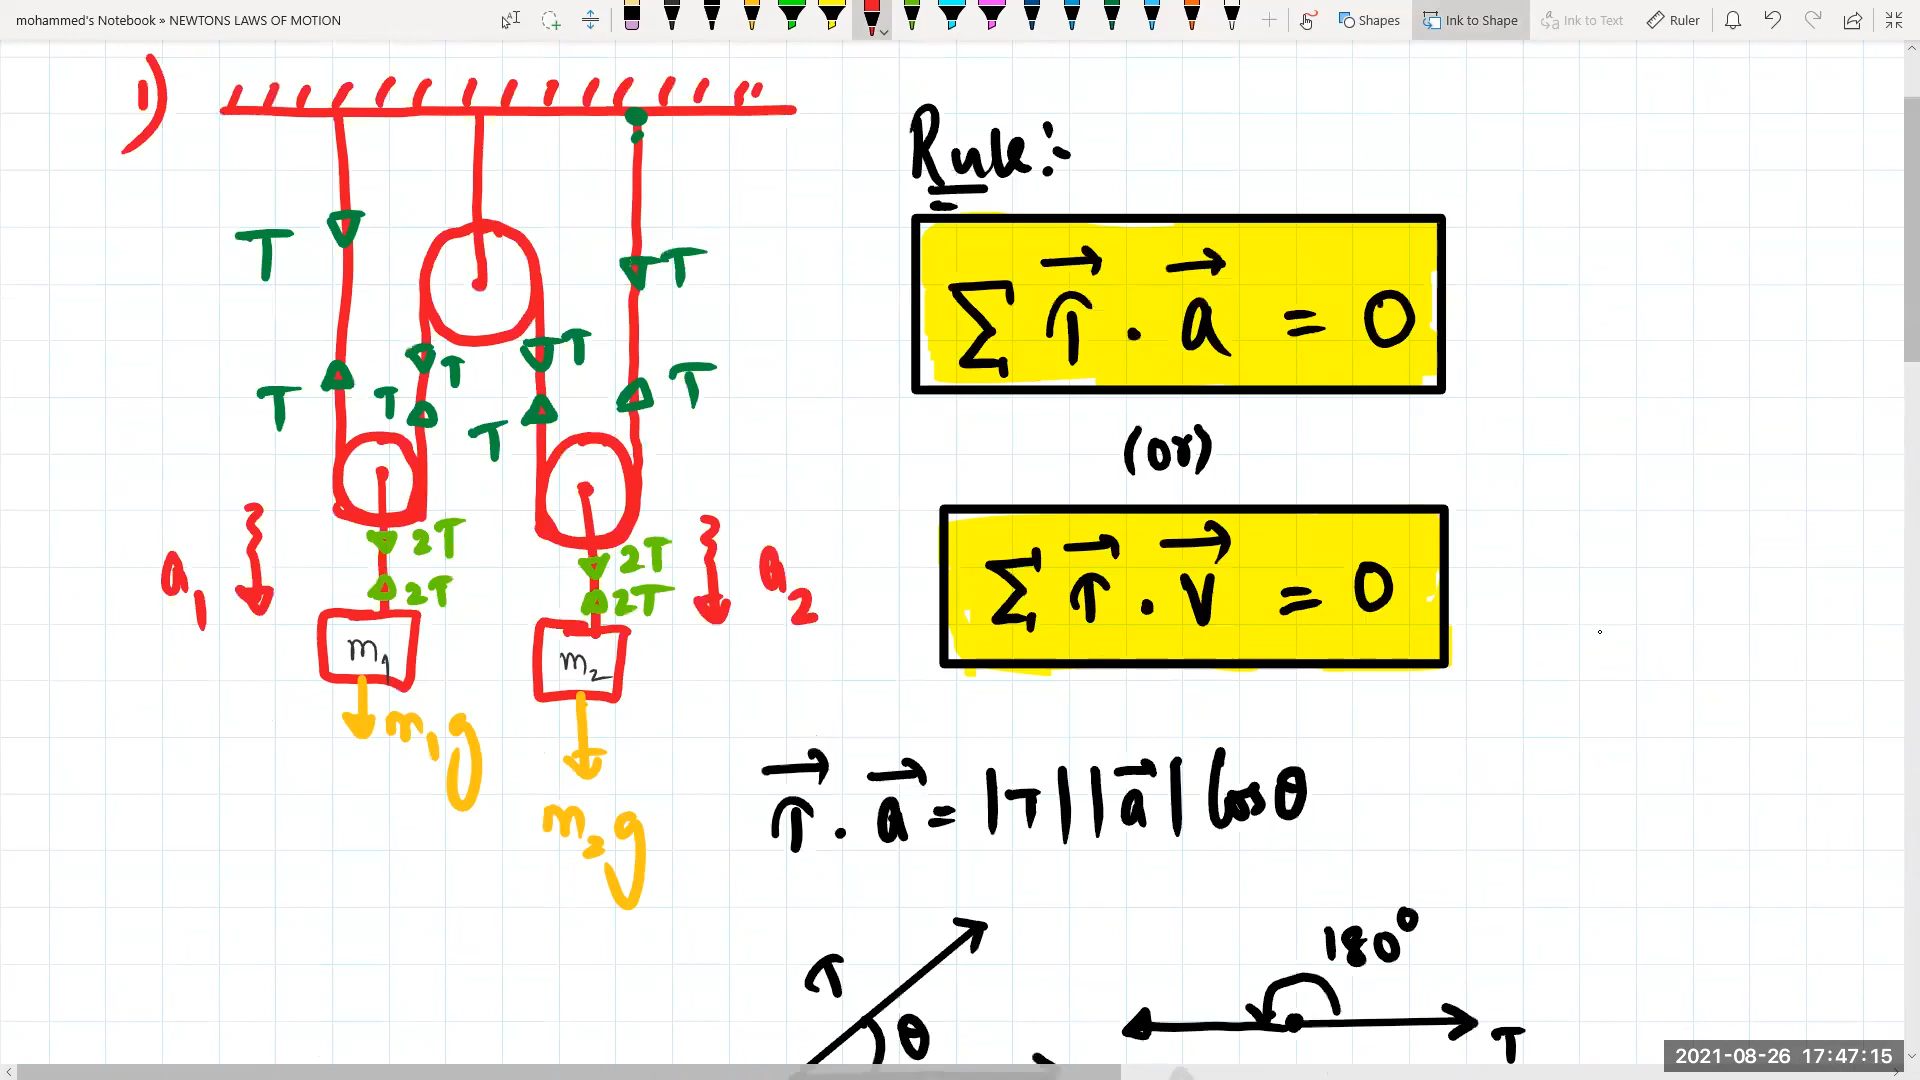 mohammed's Notebook » NEWTONS LAWS OF MOTION
Shapes
Ink to Shape
Ink to Text
Ruler
1)
Rule:-
T
T
T
T
T
T
T
T
∑ T⃗ . a⃗ = 0
(or)
∑ T⃗ . v⃗ = 0
2T
2T
2T
2T
a₁
a₂
m₁
m₂
m₁g
m₂g
T⃗ . a⃗ = |T| |a⃗| Cosθ
T
θ
180°
T
2021-08-26 17:47:15